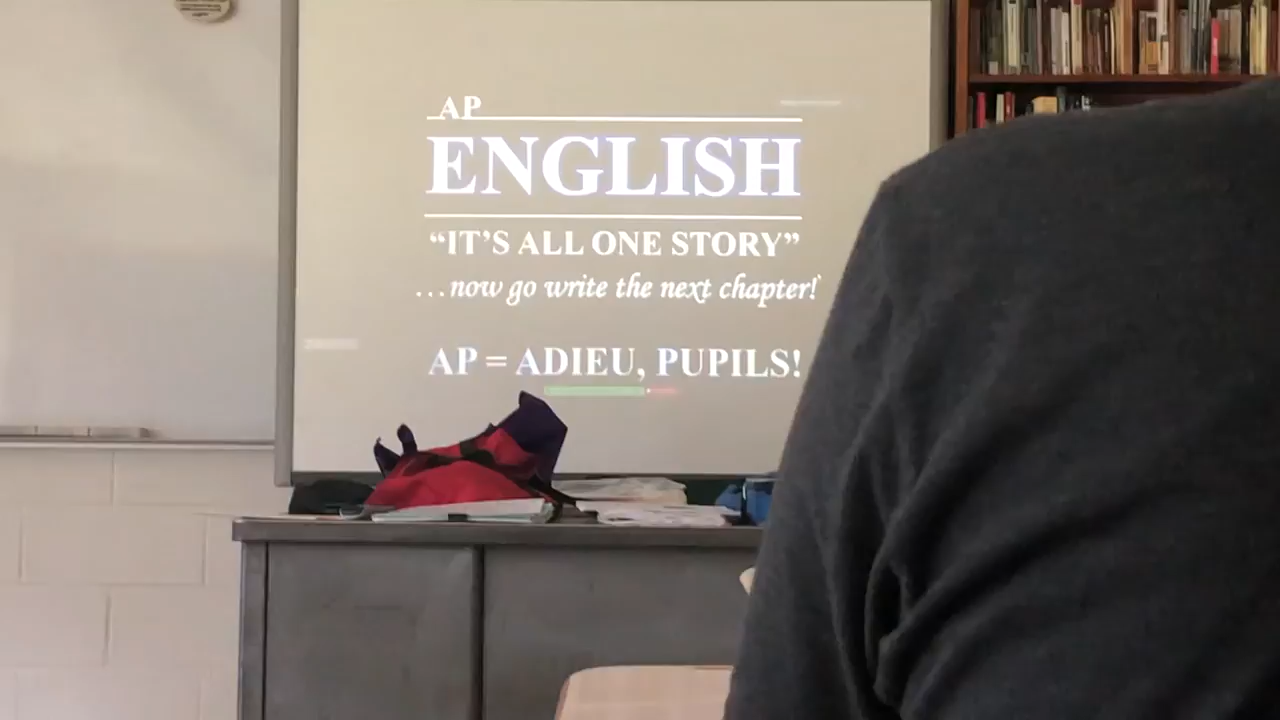 AP
ENGLISH
“IT’S ALL ONE STORY”
...now go write the next chapter!
AP = ADIEU, PUPILS!